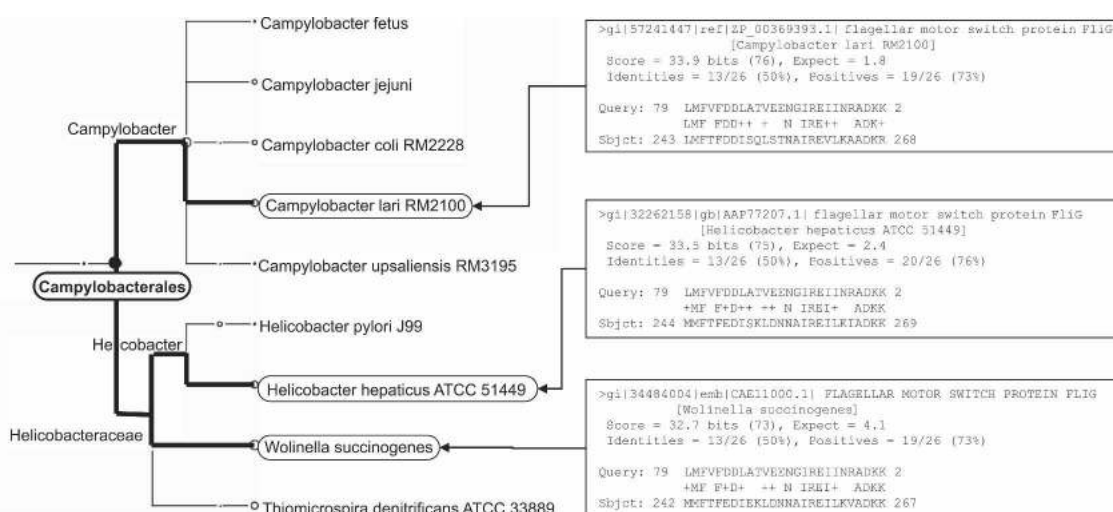 Campylobacter fetus
Campylobacter jejuni
Campylobacter
Campylobacter coli RM2228
Campylobacter lari RM2100
Campylobacter upsaliensis RM3195
Campylobacterales
Helicobacter pylori J99
Helicobacter
Helicobacter hepaticus ATCC 51449
Helicobacteraceae
Wolinella succinogenes
Thiomicrospira denitrificans ATCC 33889
>gi|57241447|ref|ZP_00369393.1| flagellar motor switch protein FliG
[Campylobacter lari RM2100]
Score = 33.9 bits (76), Expect = 1.8
Identities = 13/26 (50%), Positives = 19/26 (73%)
Query: 79 LMFVFDDLATVEENGIREIINRADKK 2
LMF FDD++ + N IRE++ ADK+
Sbjct: 243 LMFTFDDISQLSTNAIREVLKAADKR 268
>gi|32262158|gb|AAP77207.1| flagellar motor switch protein FliG
[Helicobacter hepaticus ATCC 51449]
Score = 33.5 bits (75), Expect = 2.4
Identities = 13/26 (50%), Positives = 20/26 (76%)
Query: 79 LMFVFDDLATVEENGIREIINRADKK 2
+MF F+D++ ++ N IREI+ ADKK
Sbjct: 244 MMFTFEDISKLDNNAIREILKIADKK 269
>gi|34484004|emb|CAE11000.1| FLAGELLAR MOTOR SWITCH PROTEIN FLIG
[Wolinella succinogenes]
Score = 32.7 bits (73), Expect = 4.1
Identities = 13/26 (50%), Positives = 19/26 (73%)
Query: 79 LMFVFDDLATVEENGIREIINRADKK 2
+MF F+D+ ++ N IREI+ ADKK
Sbjct: 242 MMFTFEDIEKLDNNAIREILKVADKK 267